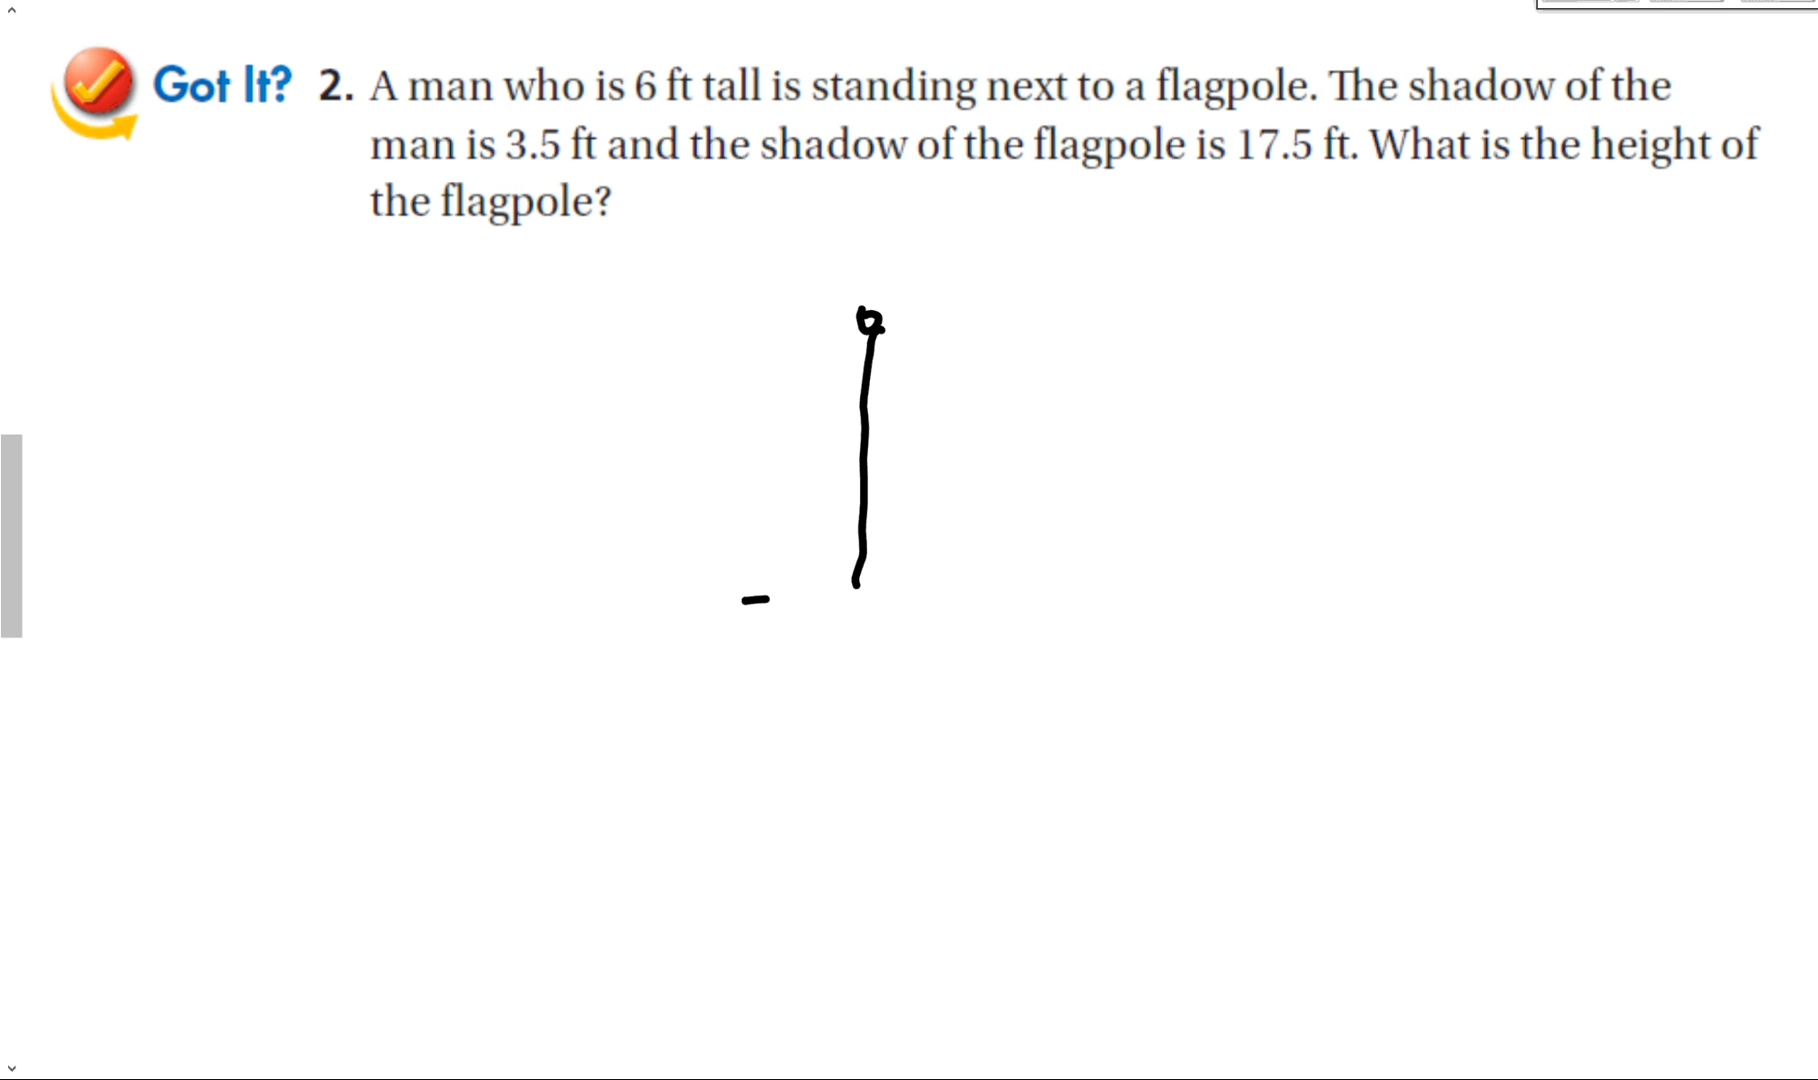 Got It? 2. A man who is 6 ft tall is standing next to a flagpole. The shadow of the
man is 3.5 ft and the shadow of the flagpole is 17.5 ft. What is the height of
the flagpole?